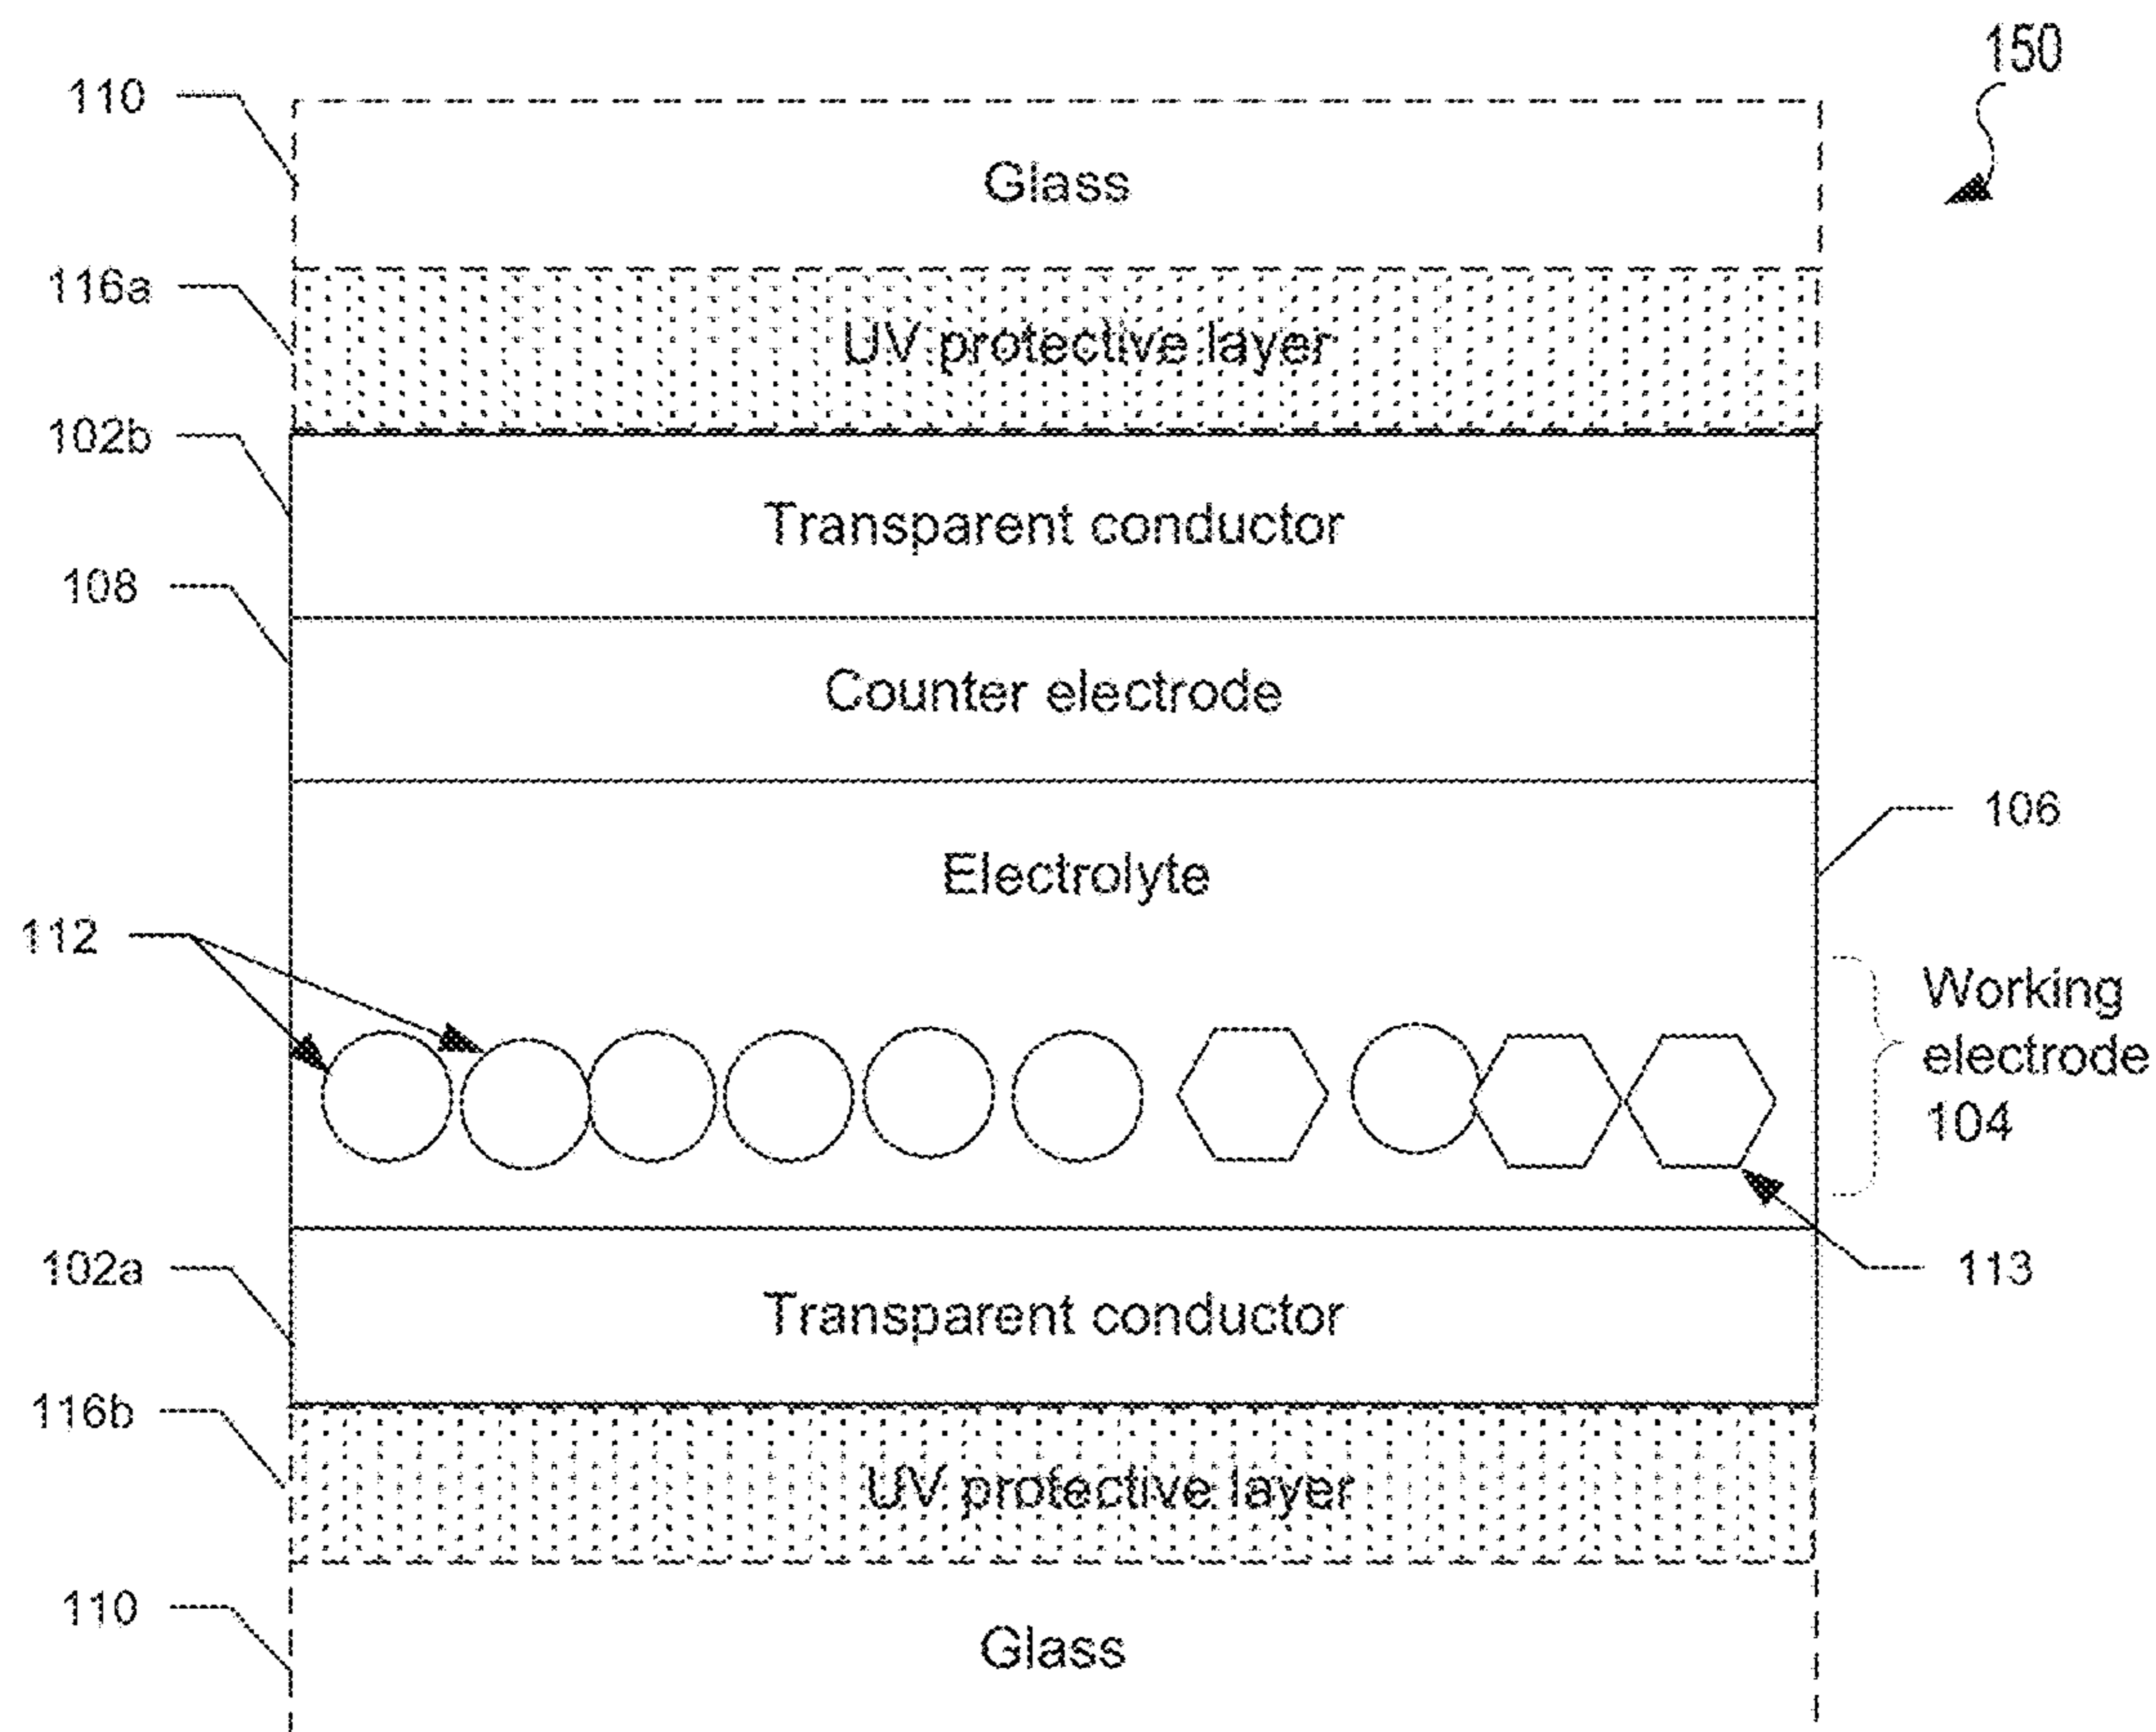 150
110
Glass
116a
UV protective layer
102b
Transparent conductor
108
Counter electrode
106
Electrolyte
112
Working
electrode
104
102a
113
Transparent conductor
116b
UV protective layer
110
Glass